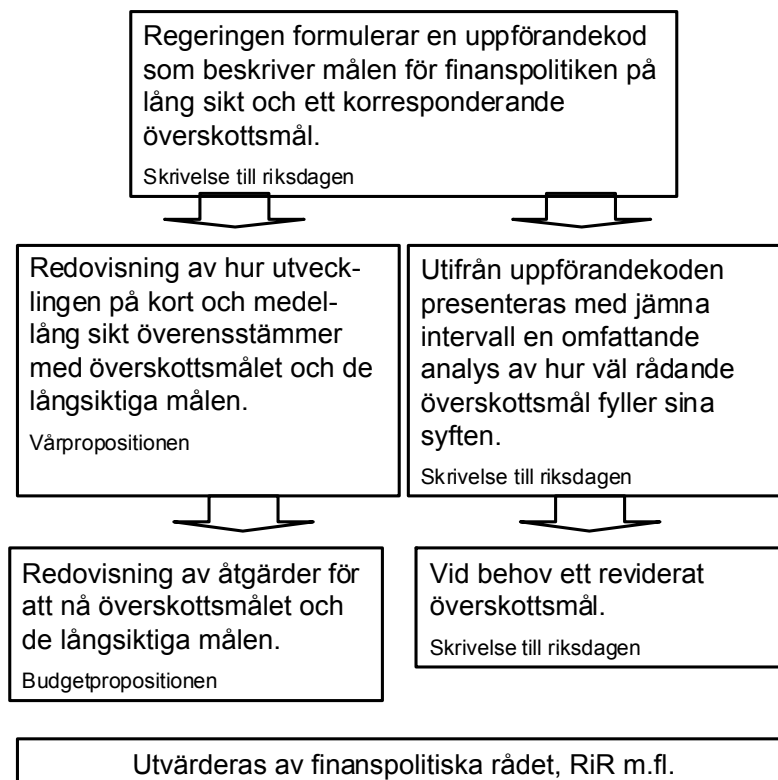 Regeringen formulerar en uppförandekod
som beskriver målen för finanspolitiken på
lång sikt och ett korresponderande
överskottsmål.
Skrivelse till riksdagen
Redovisning av hur utveck-
lingen på kort och medel-
lång sikt överensstämmer
med överskottsmålet och de
långsiktiga målen.
Vårpropositionen
Utifrån uppförandekoden
presenteras med jämna
intervall en omfattande
analys av hur väl rådande
överskottsmål fyller sina
syften.
Skrivelse till riksdagen
Redovisning av åtgärder för
att nå överskottsmålet och
de långsiktiga målen.
Budgetpropositionen
Vid behov ett reviderat
överskottsmål.
Skrivelse till riksdagen
Utvärderas av finanspolitiska rådet, RiR m.fl.